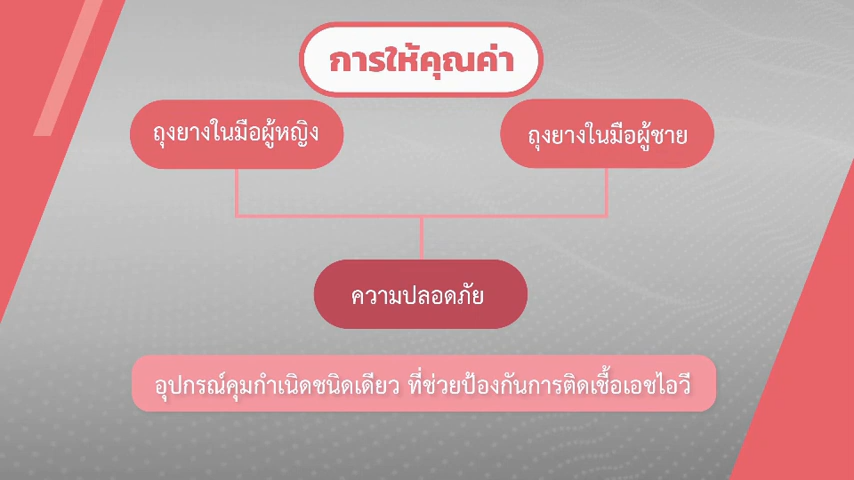 การให้คุณค่า
ถุงยางในมือผู้หญิง
ถุงยางในมือผู้ชาย
ความปลอดภัย
อุปกรณ์คุมกำเนิดชนิดเดียว ที่ช่วยป้องกันการติดเชื้อเอชไอวี